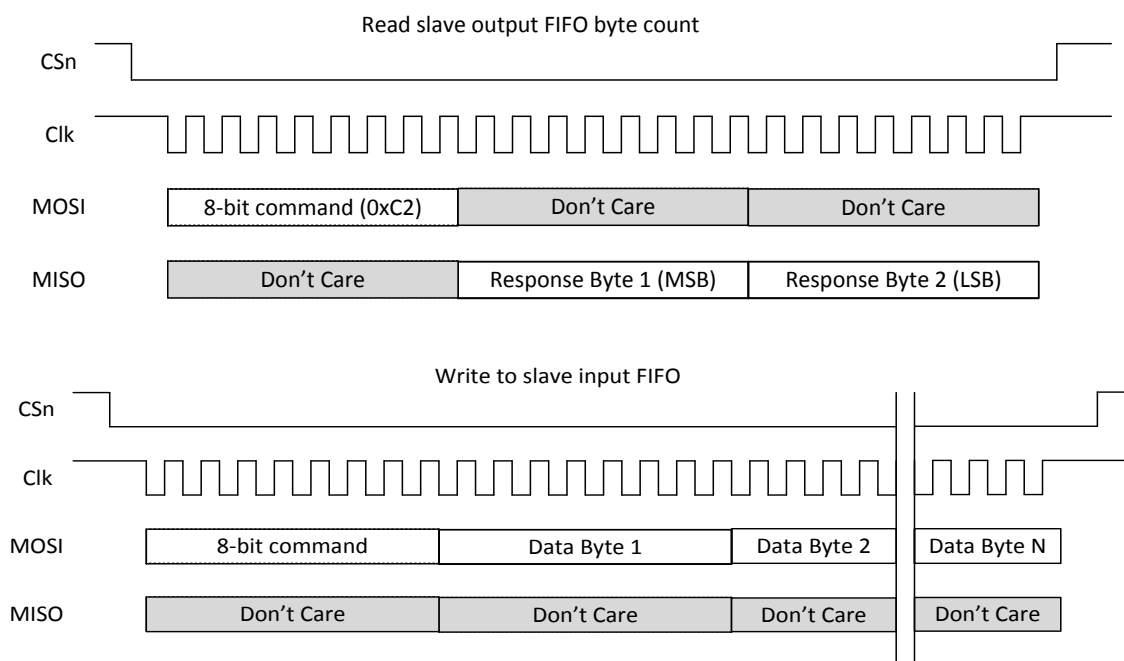 Read slave output FIFO byte count
CSn
Clk
MOSI 8-bit command (0xC2) Don't Care Don't Care
MISO Don't Care Response Byte 1 (MSB) Response Byte 2 (LSB)
Write to slave input FIFO
CSn
Clk
MOSI 8-bit command Data Byte 1 Data Byte 2 Data Byte N
MISO Don't Care Don't Care Don't Care Don't Care